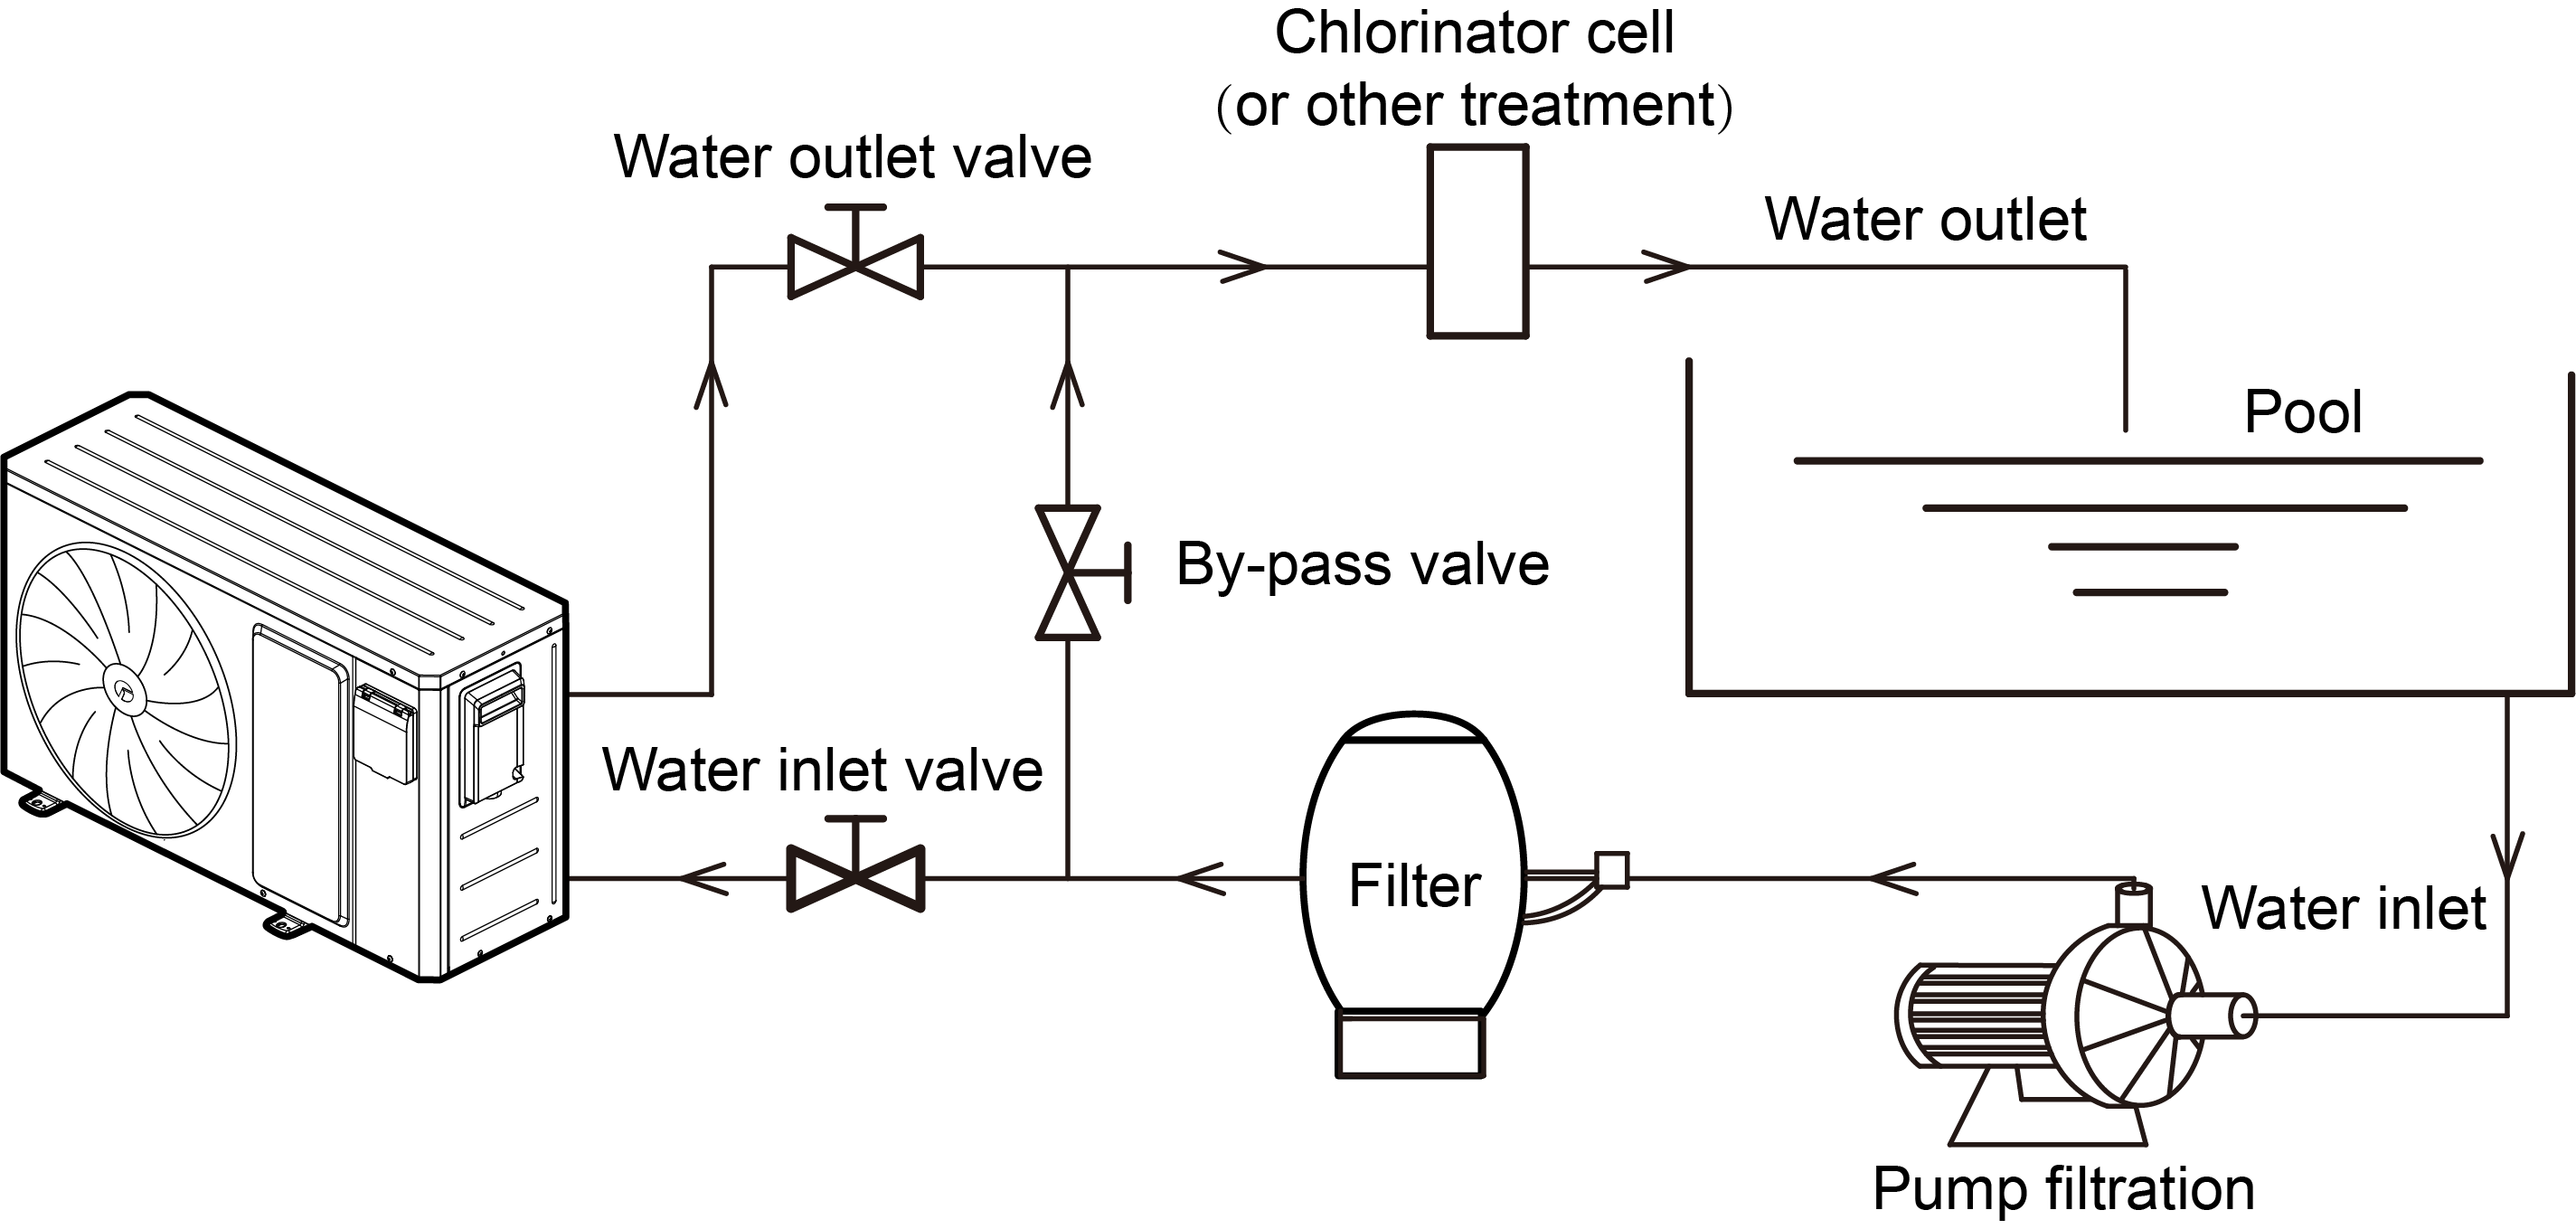 Chlorinator cell
(or other treatment)
Water outlet valve
Water outlet
Pool
By-pass valve
Water inlet valve
Filter
Water inlet
Pump filtration